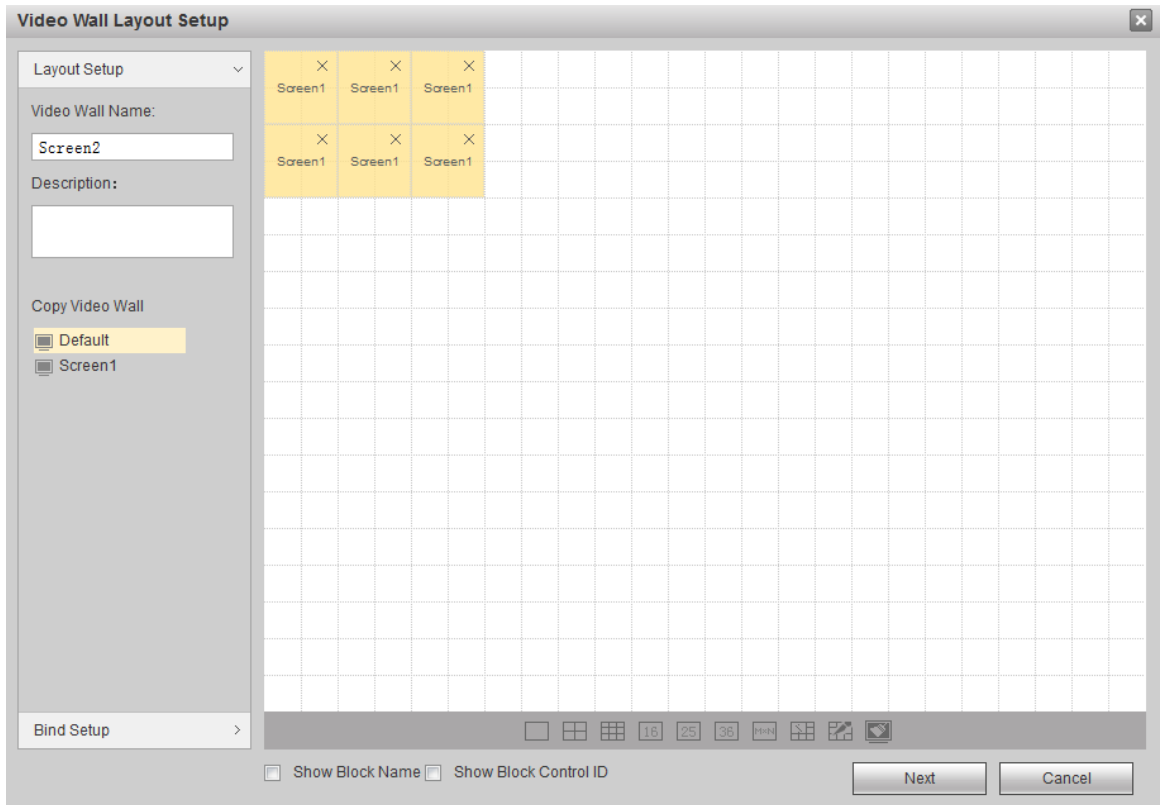 Video Wall Layout Setup
Layout Setup
Video Wall Name:
Screen2
Description:
Copy Video Wall
Default
Screen1
Bind Setup
Screen1 Screen1 Screen1
Screen1 Screen1 Screen1
16 25 36 M×N
Show Block Name Show Block Control ID
Next Cancel